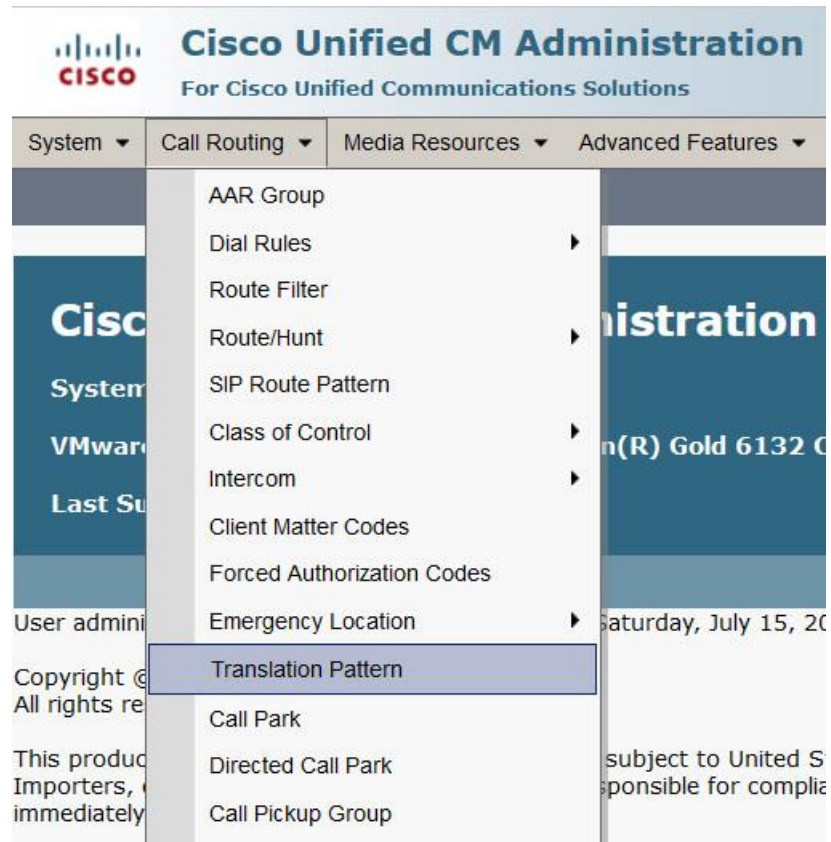 CISCO
Cisco Unified CM Administration
For Cisco Unified Communications Solutions
System Call Routing Media Resources Advanced Features
AAR Group
Dial Rules
Route Filter
Route/Hunt
SIP Route Pattern
Class of Control
Intercom
Client Matter Codes
Forced Authorization Codes
Emergency Location
Translation Pattern
Call Park
Directed Call Park
Call Pickup Group
Cisc istration
System
VMware n(R) Gold 6132 C
Last Su
User admini Saturday, July 15, 20
Copyright ©
All rights re
This produc subject to United S
Importers, sponsible for complia
immediately